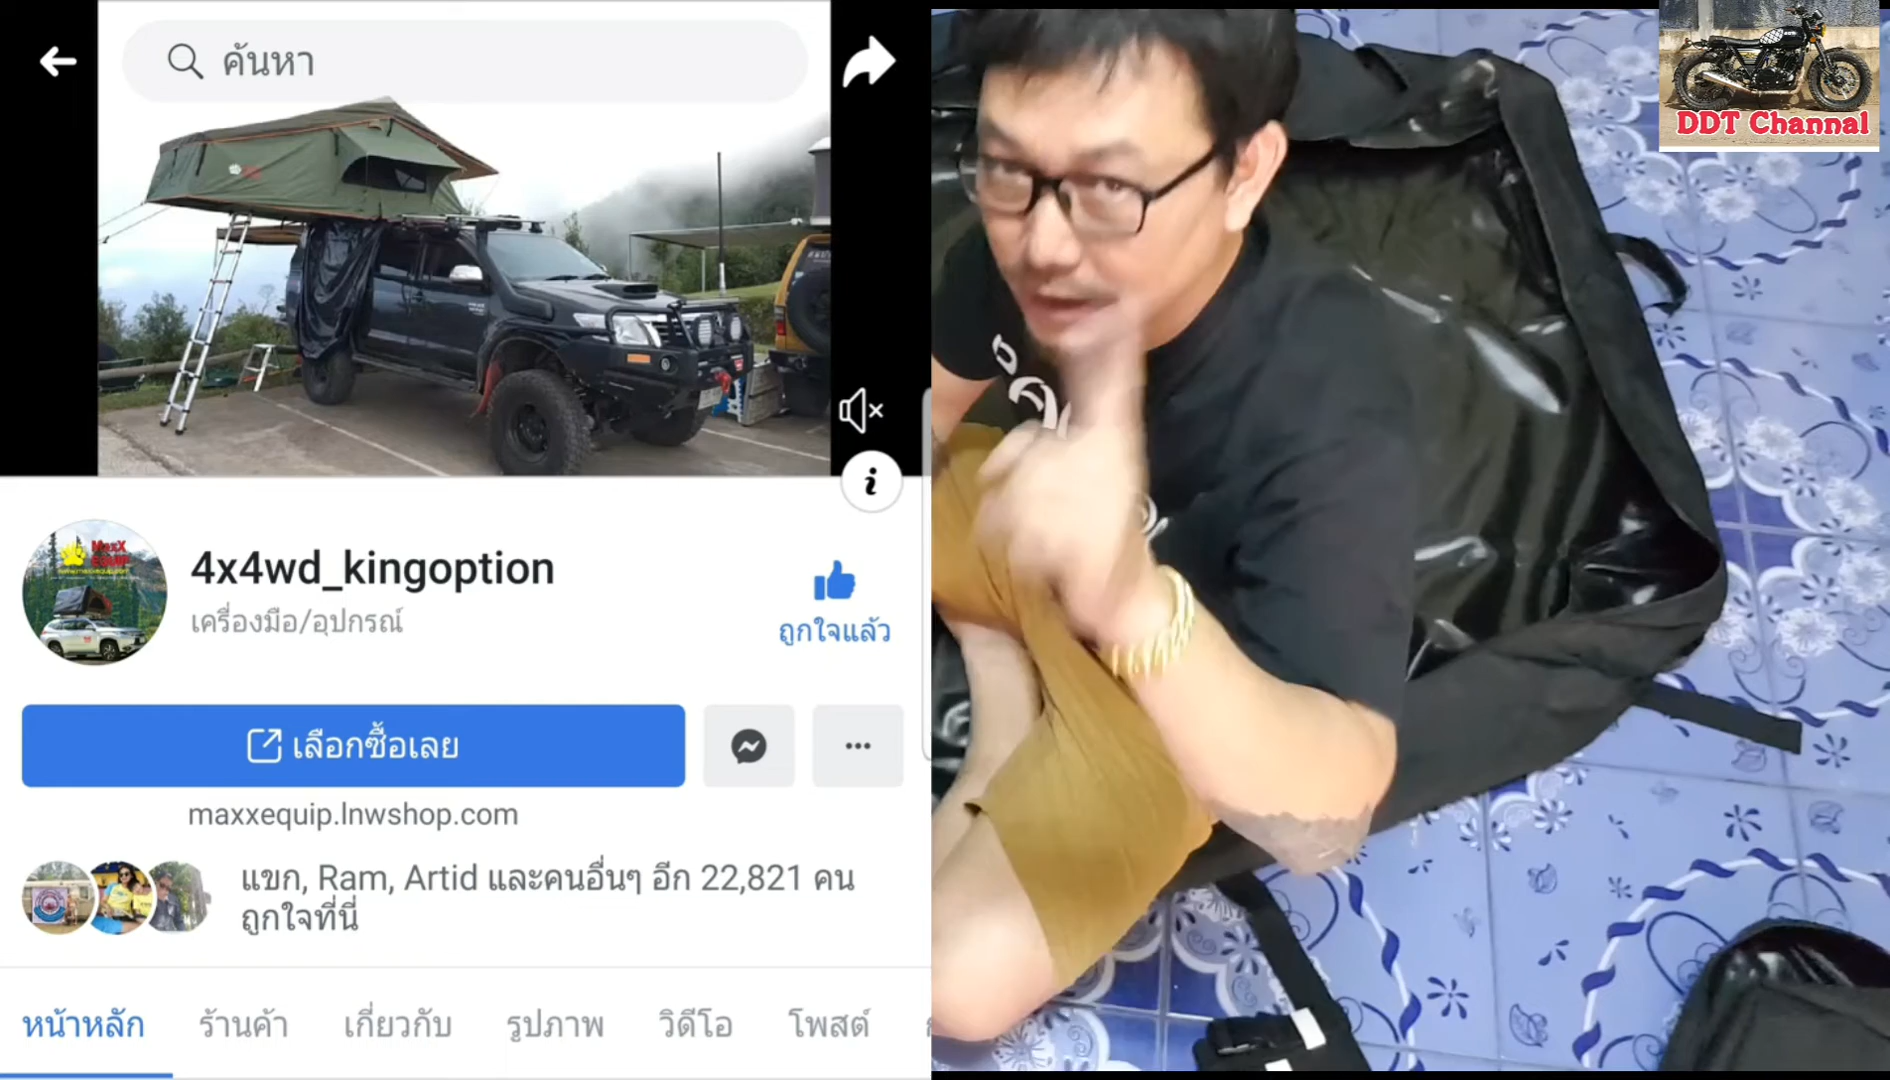 ค้นหา
DDT Channal
MaxX
EQUIP
4x4wd_kingoption
เครื่องมือ/อุปกรณ์
ถูกใจแล้ว
เลือกซื้อเลย
maxxequip.lnwshop.com
แขก, Ram, Artid และคนอื่นๆ อีก 22,821 คน
ถูกใจที่นี่
หน้าหลัก
ร้านค้า
เกี่ยวกับ
รูปภาพ
วิดีโอ
โพสต์